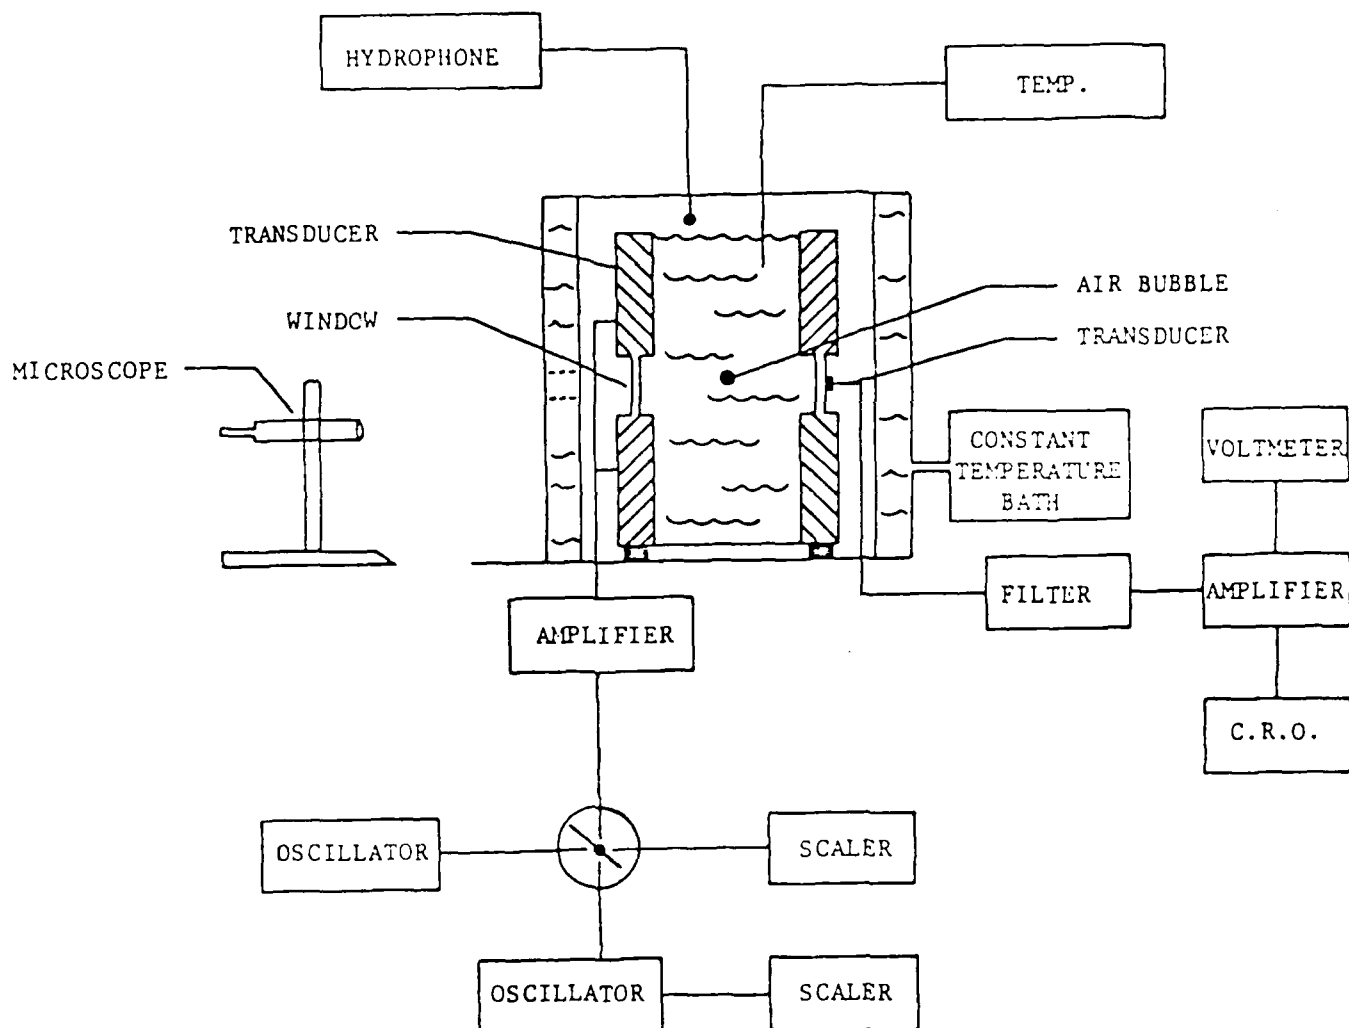 HYDROPHONE
TEMP.
TRANSDUCER
AIR BUBBLE
WINDCW
TRANSDUCER
MICROSCOPE
CONSTANT
TEMPERATURE
BATH
VOLTMETER
FILTER
AMPLIFIER
AMPLIFIER
C.R.O.
OSCILLATOR
SCALER
OSCILLATOR
SCALER